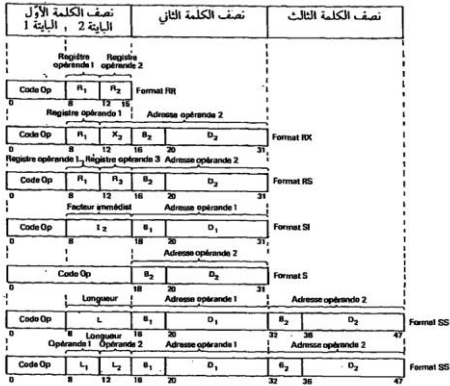 نصف الكلمة الأوّل نصف الكلمة الثاني نصف الكلمة الثالث
البايتة 2 , البايتة 1
Registre opérande 1 Registre opérande 2
Code Op R1 R2 Format RR
0 8 12 15
Registre opérande 1 Adresse opérande 2
Code Op R1 X2 B2 D2 Format RX
0 8 12 16 20 31
Registre opérande 1 Registre opérande 3 Adresse opérande 2
Code Op R1 R3 B2 D2 Format RS
0 8 12 16 20 31
Facteur immédiat Adresse opérande 1
Code Op I2 B1 D1 Format SI
0 8 16 20 31
Adresse opérande 2
Code Op B2 D2 Format S
0 16 20 31
Longueur Adresse opérande 1 Adresse opérande 2
Code Op L B1 D1 B2 D2 Format SS
0 8 16 20 32 36 47
Longueur
Opérande 1 Opérande 2 Adresse opérande 1 Adresse opérande 2
Code Op L1 L2 B1 D1 B2 D2 Format SS
0 8 12 16 20 32 36 47